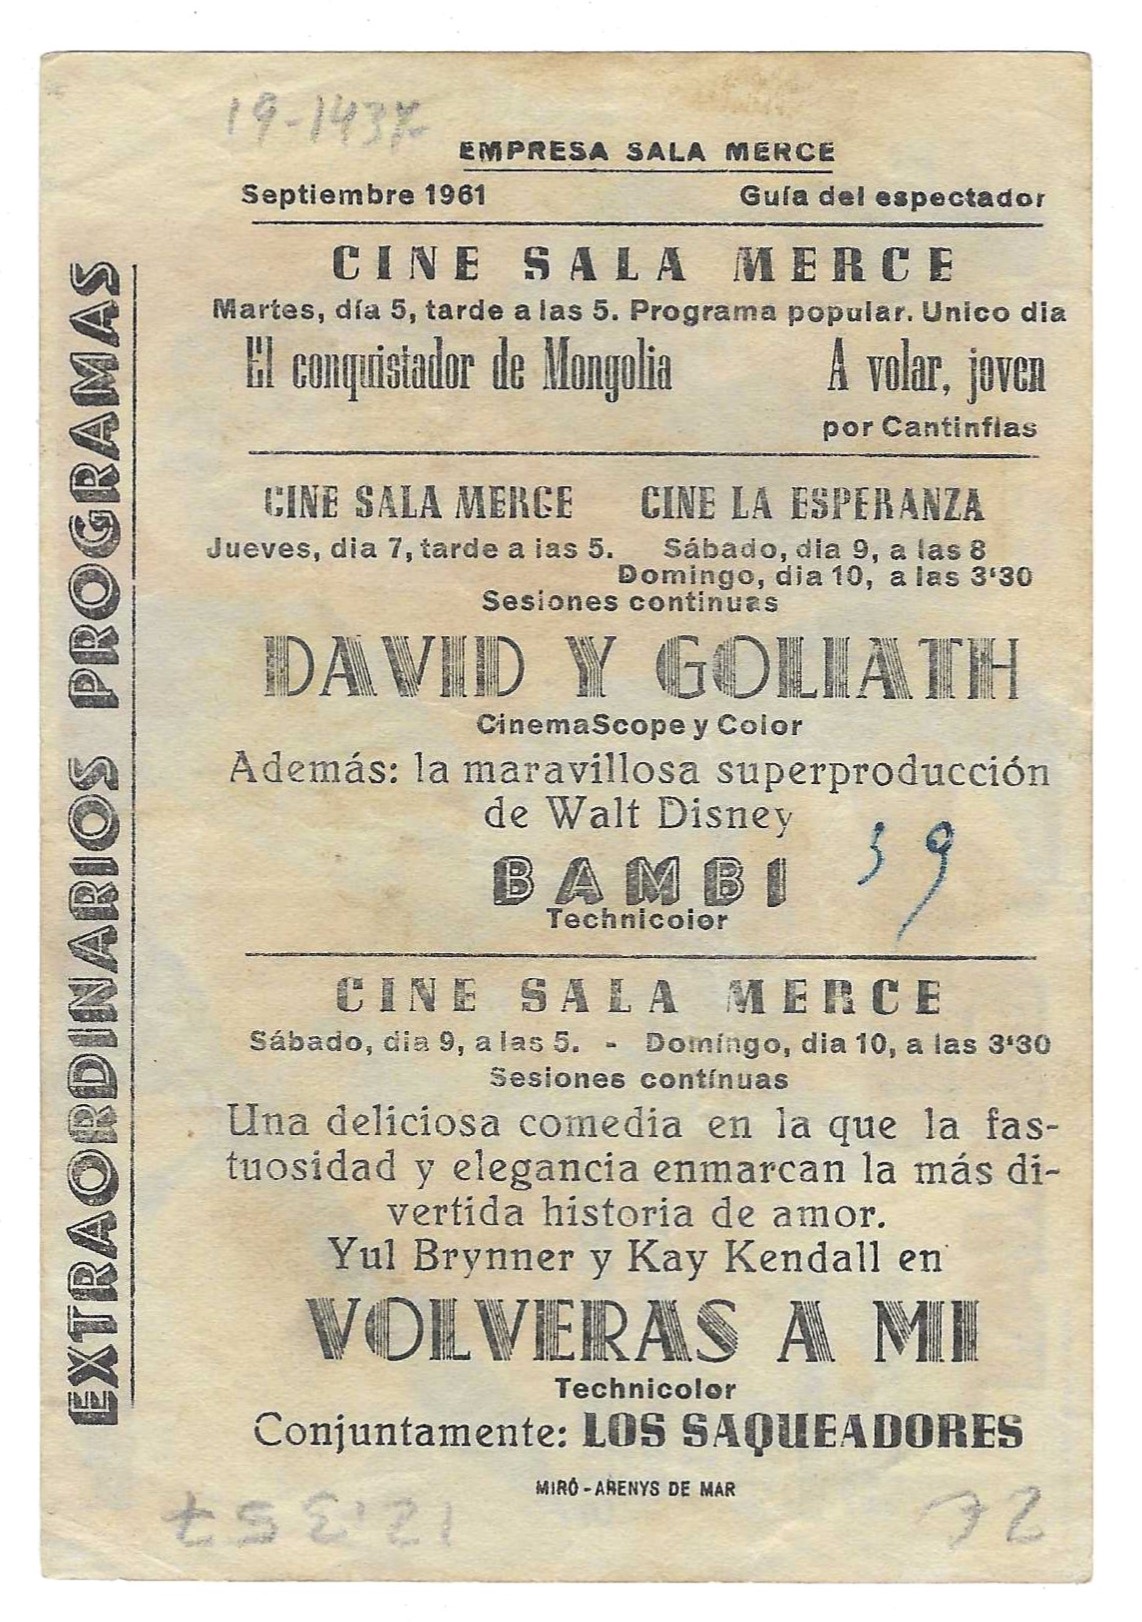 19-1437
EMPRESA SALA MERCE
Septiembre 1961 Guía del espectador
CINE SALA MERCE
Martes, día 5, tarde a las 5. Programa popular. Unico dia
El conquistador de Mongolia A volar, joven
por Cantinflas
CINE SALA MERCE CINE LA ESPERANZA
Jueves, dia 7, tarde a las 5. Sábado, dia 9, a las 8
Domingo, dia 10, a las 3'30
Sesiones continuas
DAVID Y GOLIATH
CinemaScope y Color
Además: la maravillosa superproducción
de Walt Disney
BAMBI
39
Technicolor
CINE SALA MERCE
Sábado, dia 9, a las 5. - Domíngo, dia 10, a las 3'30
Sesiones contínuas
Una deliciosa comedia en la que la fas-
tuosidad y elegancia enmarcan la más di-
vertida historia de amor.
Yul Brynner y Kay Kendall en
VOLVERAS A MI
Technicolor
Conjuntamente: LOS SAQUEADORES
MIRÓ - ARENYS DE MAR
EXTRAORDINARIOS PROGRAMAS